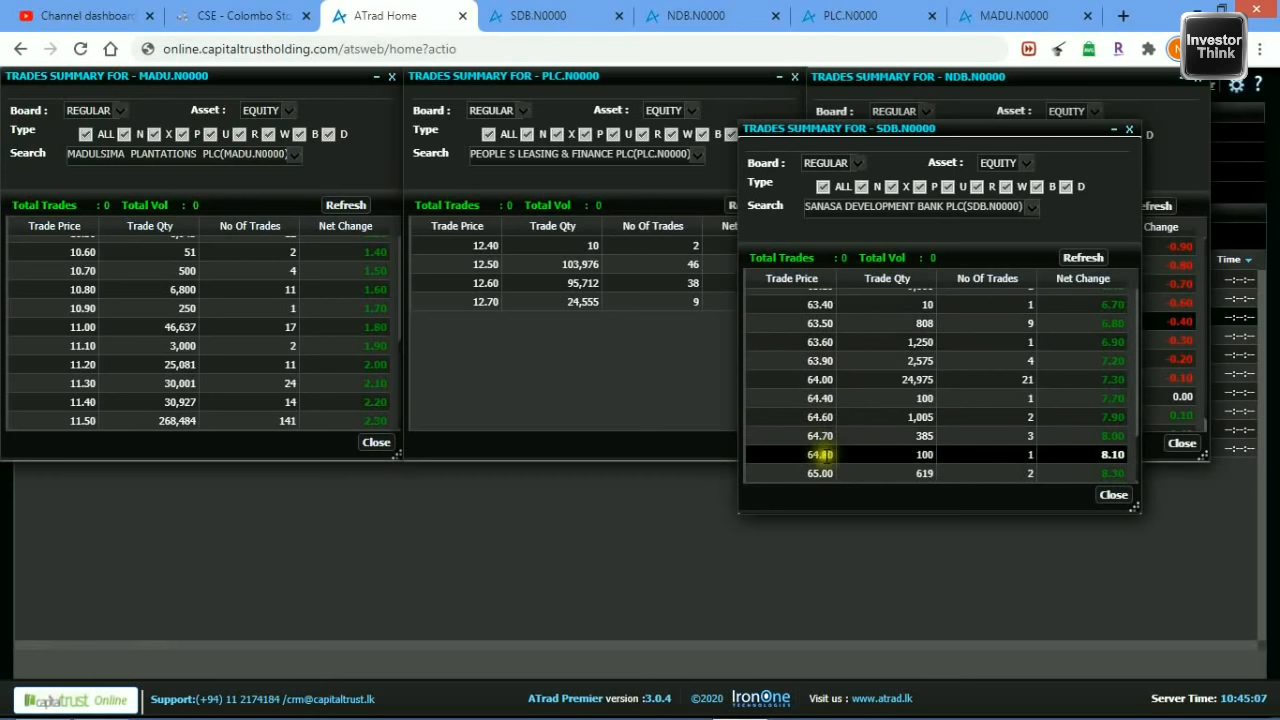 Channel dashboard
CSE - Colombo Sto
ATrad Home
SDB.N0000
NDB.N0000
PLC.N0000
MADU.N0000
Investor
Think
online.capitaltrustholding.com/atsweb/home?actio
TRADES SUMMARY FOR - MADU.N0000
Board : REGULAR Asset : EQUITY
Type ALL N X P U R W B D
Search MADULSIMA PLANTATIONS PLC(MADU.N0000)
Total Trades : 0 Total Vol : 0 Refresh
Trade Price Trade Qty No Of Trades Net Change
10.60 51 2 1.40
10.70 500 4 1.50
10.80 6,800 11 1.60
10.90 250 1 1.70
11.00 46,637 17 1.80
11.10 3,000 2 1.90
11.20 25,081 11 2.00
11.30 30,001 24 2.10
11.40 30,927 14 2.20
11.50 268,484 141 2.30
Close
TRADES SUMMARY FOR - PLC.N0000
Board : REGULAR Asset : EQUITY
Type ALL N X P U R W B
Search PEOPLE S LEASING & FINANCE PLC(PLC.N0000)
Total Trades : 0 Total Vol : 0 R
Trade Price Trade Qty No Of Trades Net
12.40 10 2
12.50 103,976 46
12.60 95,712 38
12.70 24,555 9
TRADES SUMMARY FOR - NDB.N0000
Board : REGULAR Asset : EQUITY
D
efresh
Change
-0.90
-0.80
-0.70
-0.60
-0.40
-0.30
-0.20
-0.10
0.00
0.10
Close
TRADES SUMMARY FOR - SDB.N0000
Board : REGULAR Asset : EQUITY
Type ALL N X P U R W B D
Search SANASA DEVELOPMENT BANK PLC(SDB.N0000)
Total Trades : 0 Total Vol : 0 Refresh
Trade Price Trade Qty No Of Trades Net Change
63.40 10 1 6.70
63.50 808 9 6.80
63.60 1,250 1 6.90
63.90 2,575 4 7.20
64.00 24,975 21 7.30
64.40 100 1 7.70
64.60 1,005 2 7.90
64.70 385 3 8.00
64.80 100 1 8.10
65.00 619 2 8.30
Close
Time
--:--:--
--:--:--
--:--:--
--:--:--
--:--:--
--:--:--
--:--:--
capitaltrust Online
Support:(+94) 11 2174184 /crm@capitaltrust.lk
ATrad Premier version :3.0.4
©2020 IronOne
TECHNOLOGIES
Visit us : www.atrad.lk
Server Time: 10:45:07